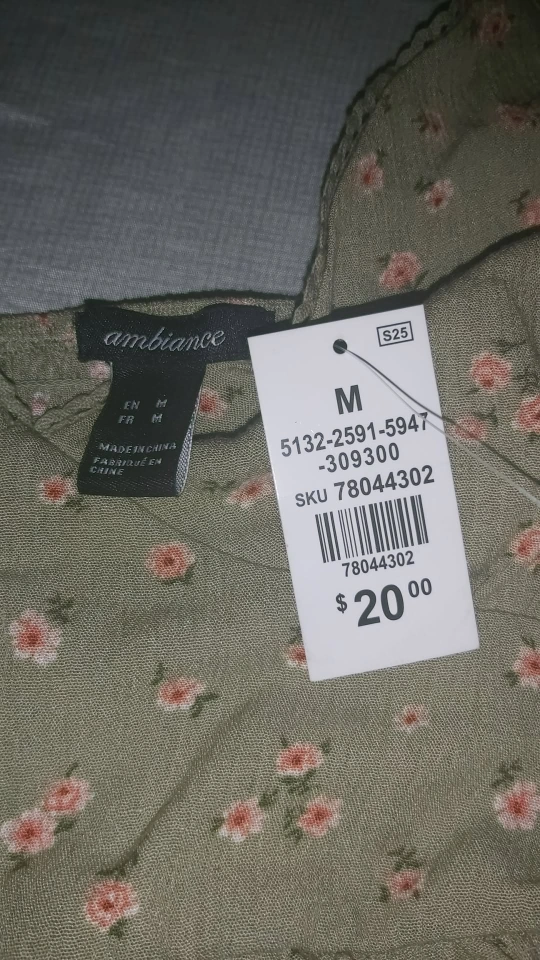 ambiance
EN M
FR M
MADE IN CHINA
FABRIQUÉ EN
CHINE
S25
M
5132-2591-5947
-309300
SKU 78044302
78044302
$ 20 00